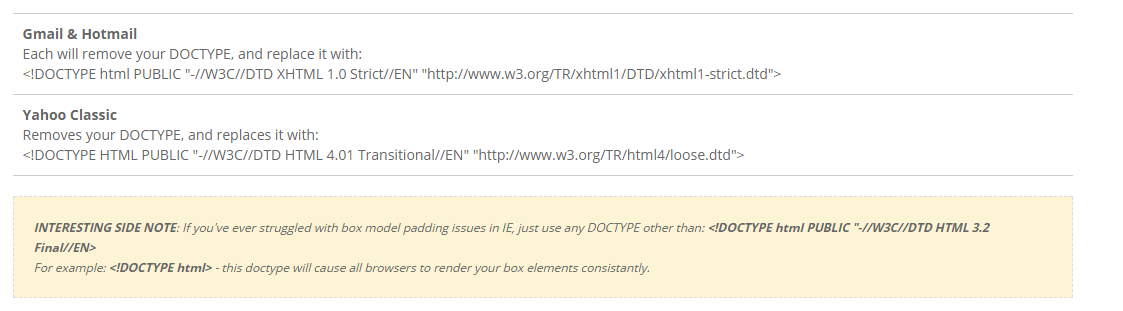 Gmail & Hotmail
Each will remove your DOCTYPE, and replace it with:
<!DOCTYPE html PUBLIC "-//W3C//DTD XHTML 1.0 Strict//EN" "http://www.w3.org/TR/xhtml1/DTD/xhtml1-strict.dtd">
Yahoo Classic
Removes your DOCTYPE, and replaces it with:
<!DOCTYPE HTML PUBLIC "-//W3C//DTD HTML 4.01 Transitional//EN" "http://www.w3.org/TR/html4/loose.dtd">
INTERESTING SIDE NOTE: If you've ever struggled with box model padding issues in IE, just use any DOCTYPE other than: <!DOCTYPE html PUBLIC "-//W3C//DTD HTML 3.2
Final//EN>
For example: <!DOCTYPE html> - this doctype will cause all browsers to render your box elements consistantly.